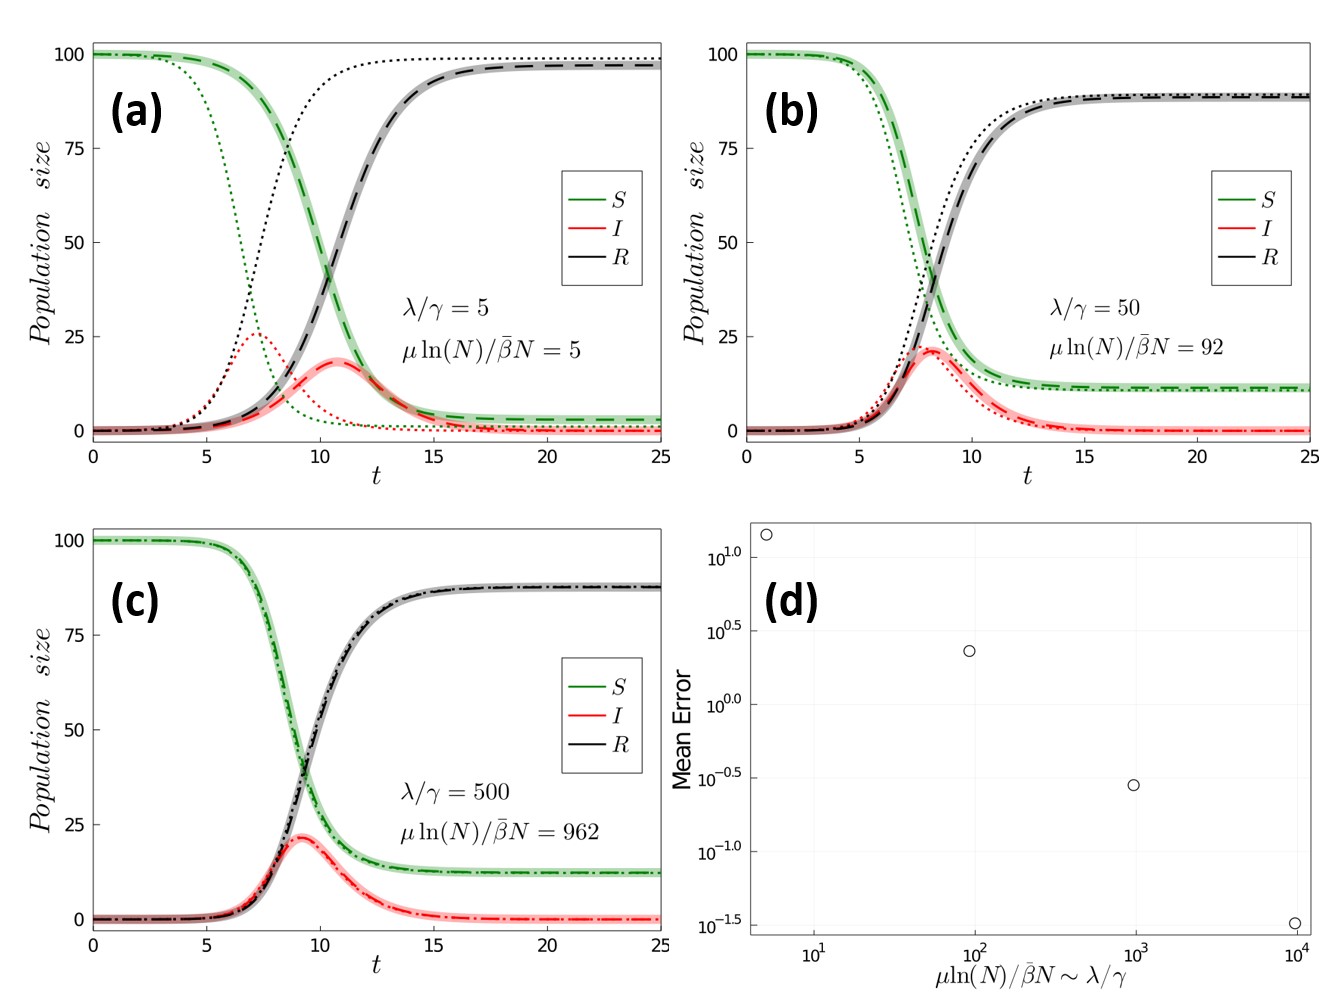 (a)
Population size
100
75
50
25
0
0 5 10 15 20 25
t
S
I
R
λ/γ = 5
μ ln(N)/β̄N = 5
(b)
Population size
100
75
50
25
0
0 5 10 15 20 25
t
S
I
R
λ/γ = 50
μ ln(N)/β̄N = 92
(c)
Population size
100
75
50
25
0
0 5 10 15 20 25
t
S
I
R
λ/γ = 500
μ ln(N)/β̄N = 962
(d)
Mean Error
10^1.0
10^0.5
10^0.0
10^−0.5
10^−1.0
10^−1.5
10^1 10^2 10^3 10^4
μln(N)/β̄N ∼ λ/γ